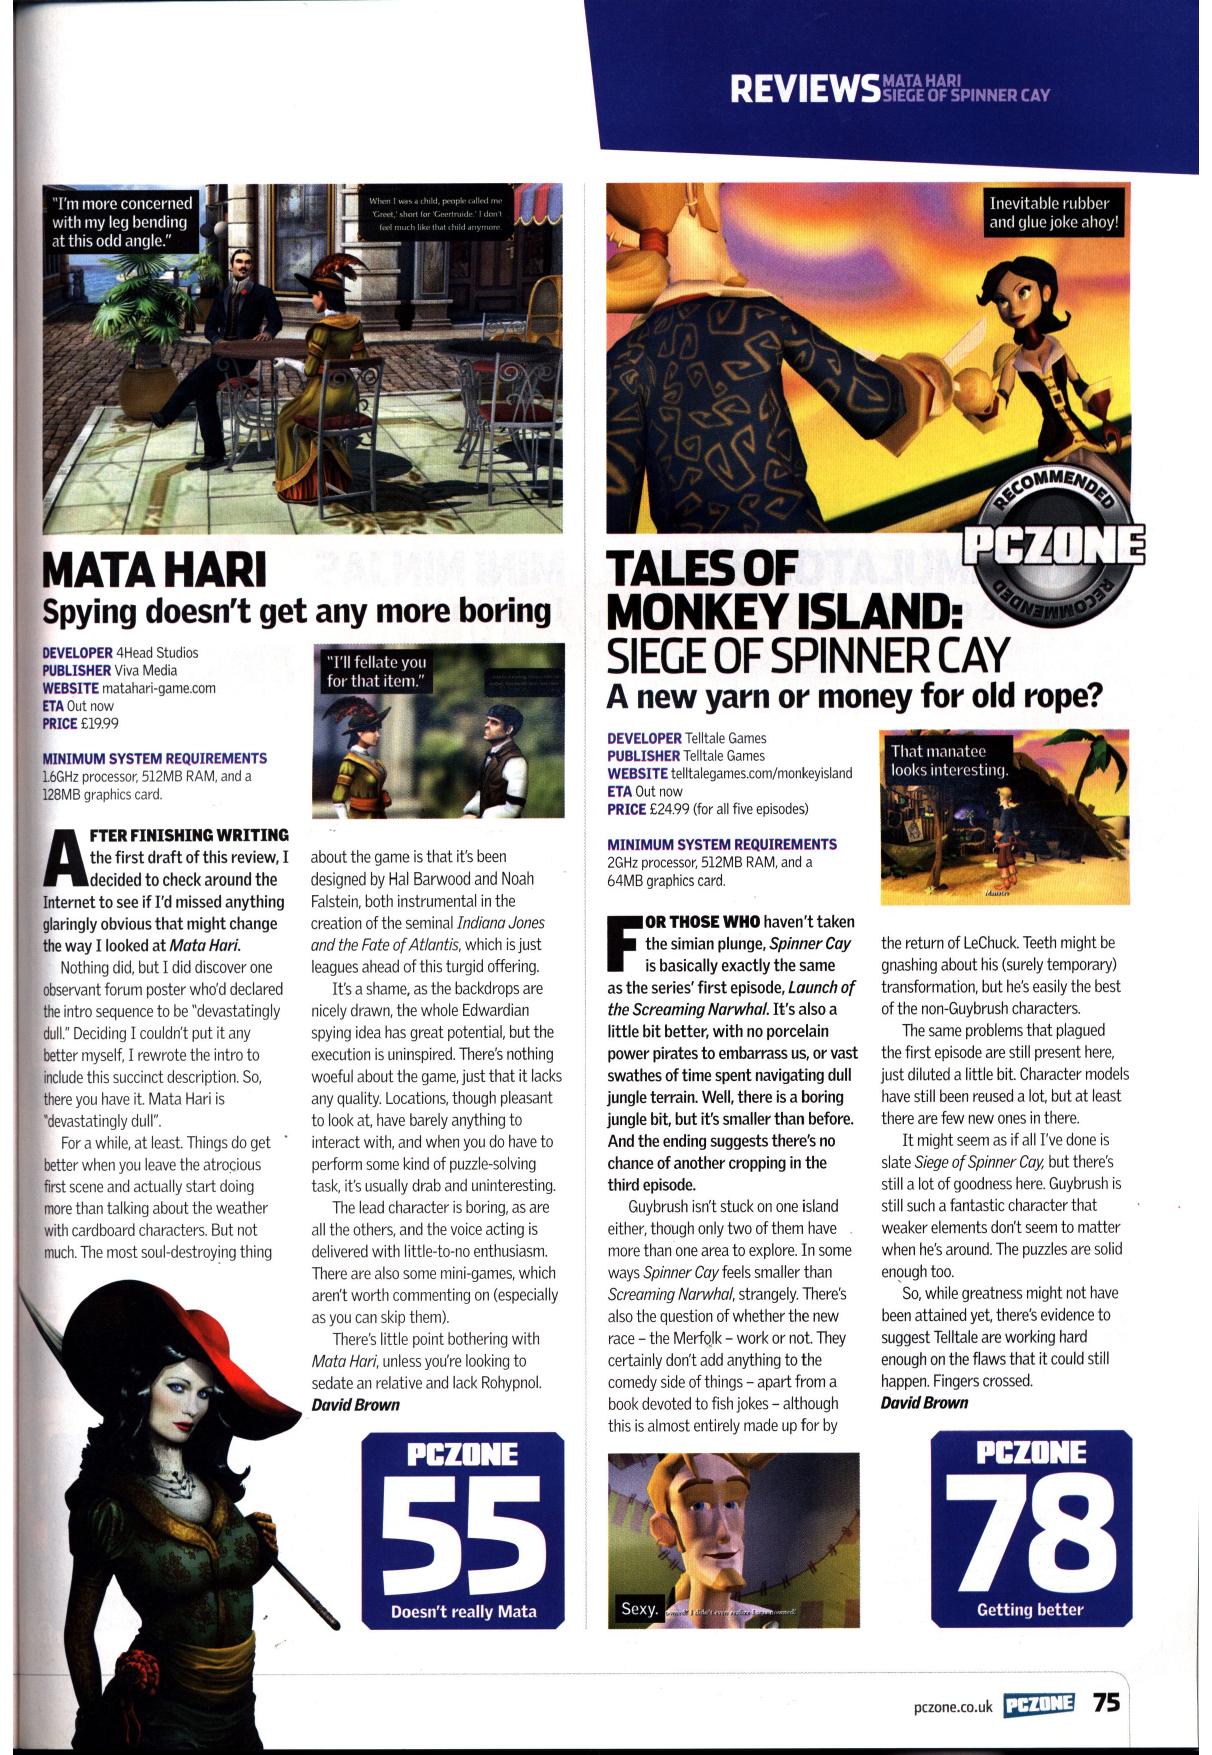 REVIEWS MATA HARI
SIEGE OF SPINNER CAY
"I'm more concerned
with my leg bending
at this odd angle."
When I was a child, people called me
'Greet,' short for 'Geertruide.' I don't
feel much like that child anymore.
MATA HARI
Spying doesn't get any more boring
DEVELOPER 4Head Studios
PUBLISHER Viva Media
WEBSITE matahari-game.com
ETA Out now
PRICE £19.99
MINIMUM SYSTEM REQUIREMENTS
1.6GHz processor, 512MB RAM, and a
128MB graphics card.
"I'll fellate you
for that item."
AFTER FINISHING WRITING
the first draft of this review, I
decided to check around the
Internet to see if I'd missed anything
glaringly obvious that might change
the way I looked at Mata Hari.
Nothing did, but I did discover one
observant forum poster who'd declared
the intro sequence to be "devastatingly
dull." Deciding I couldn't put it any
better myself, I rewrote the intro to
include this succinct description. So,
there you have it. Mata Hari is
"devastatingly dull".
For a while, at least. Things do get
better when you leave the atrocious
first scene and actually start doing
more than talking about the weather
with cardboard characters. But not
much. The most soul-destroying thing
about the game is that it's been
designed by Hal Barwood and Noah
Falstein, both instrumental in the
creation of the seminal Indiana Jones
and the Fate of Atlantis, which is just
leagues ahead of this turgid offering.
It's a shame, as the backdrops are
nicely drawn, the whole Edwardian
spying idea has great potential, but the
execution is uninspired. There's nothing
woeful about the game, just that it lacks
any quality. Locations, though pleasant
to look at, have barely anything to
interact with, and when you do have to
perform some kind of puzzle-solving
task, it's usually drab and uninteresting.
The lead character is boring, as are
all the others, and the voice acting is
delivered with little-to-no enthusiasm.
There are also some mini-games, which
aren't worth commenting on (especially
as you can skip them).
There's little point bothering with
Mata Hari, unless you're looking to
sedate an relative and lack Rohypnol.
David Brown
PCZONE
55
Doesn't really Mata
Inevitable rubber
and glue joke ahoy!
RECOMMENDED
PCZONE
RECOMMENDED
TALES OF
MONKEY ISLAND:
SIEGE OF SPINNER CAY
A new yarn or money for old rope?
DEVELOPER Telltale Games
PUBLISHER Telltale Games
WEBSITE telltalegames.com/monkeyisland
ETA Out now
PRICE £24.99 (for all five episodes)
MINIMUM SYSTEM REQUIREMENTS
2GHz processor, 512MB RAM, and a
64MB graphics card.
That manatee
looks interesting.
FOR THOSE WHO haven't taken
the simian plunge, Spinner Cay
is basically exactly the same
as the series' first episode, Launch of
the Screaming Narwhal. It's also a
little bit better, with no porcelain
power pirates to embarrass us, or vast
swathes of time spent navigating dull
jungle terrain. Well, there is a boring
jungle bit, but it's smaller than before.
And the ending suggests there's no
chance of another cropping in the
third episode.
Guybrush isn't stuck on one island
either, though only two of them have
more than one area to explore. In some
ways Spinner Cay feels smaller than
Screaming Narwhal, strangely. There's
also the question of whether the new
race – the Merfolk – work or not. They
certainly don't add anything to the
comedy side of things – apart from a
book devoted to fish jokes – although
this is almost entirely made up for by
the return of LeChuck. Teeth might be
gnashing about his (surely temporary)
transformation, but he's easily the best
of the non-Guybrush characters.
The same problems that plagued
the first episode are still present here,
just diluted a little bit. Character models
have still been reused a lot, but at least
there are few new ones in there.
It might seem as if all I've done is
slate Siege of Spinner Cay, but there's
still a lot of goodness here. Guybrush is
still such a fantastic character that
weaker elements don't seem to matter
when he's around. The puzzles are solid
enough too.
So, while greatness might not have
been attained yet, there's evidence to
suggest Telltale are working hard
enough on the flaws that it could still
happen. Fingers crossed.
David Brown
Sexy.
PCZONE
78
Getting better
pczone.co.uk PCZONE 75